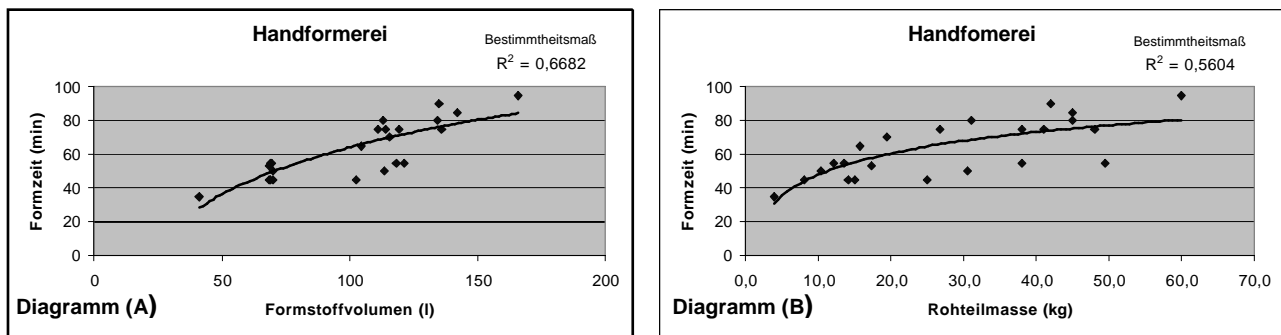 Handformerei
Bestimmtheitsmaß
R² = 0,6682
Formzeit (min)
100
80
60
40
20
0
0 50 100 150 200
Diagramm (A)
Formstoffvolumen (l)
Handfomerei
Bestimmtheitsmaß
R² = 0,5604
Formzeit (min)
100
80
60
40
20
0
0,0 10,0 20,0 30,0 40,0 50,0 60,0 70,0
Diagramm (B)
Rohteilmasse (kg)